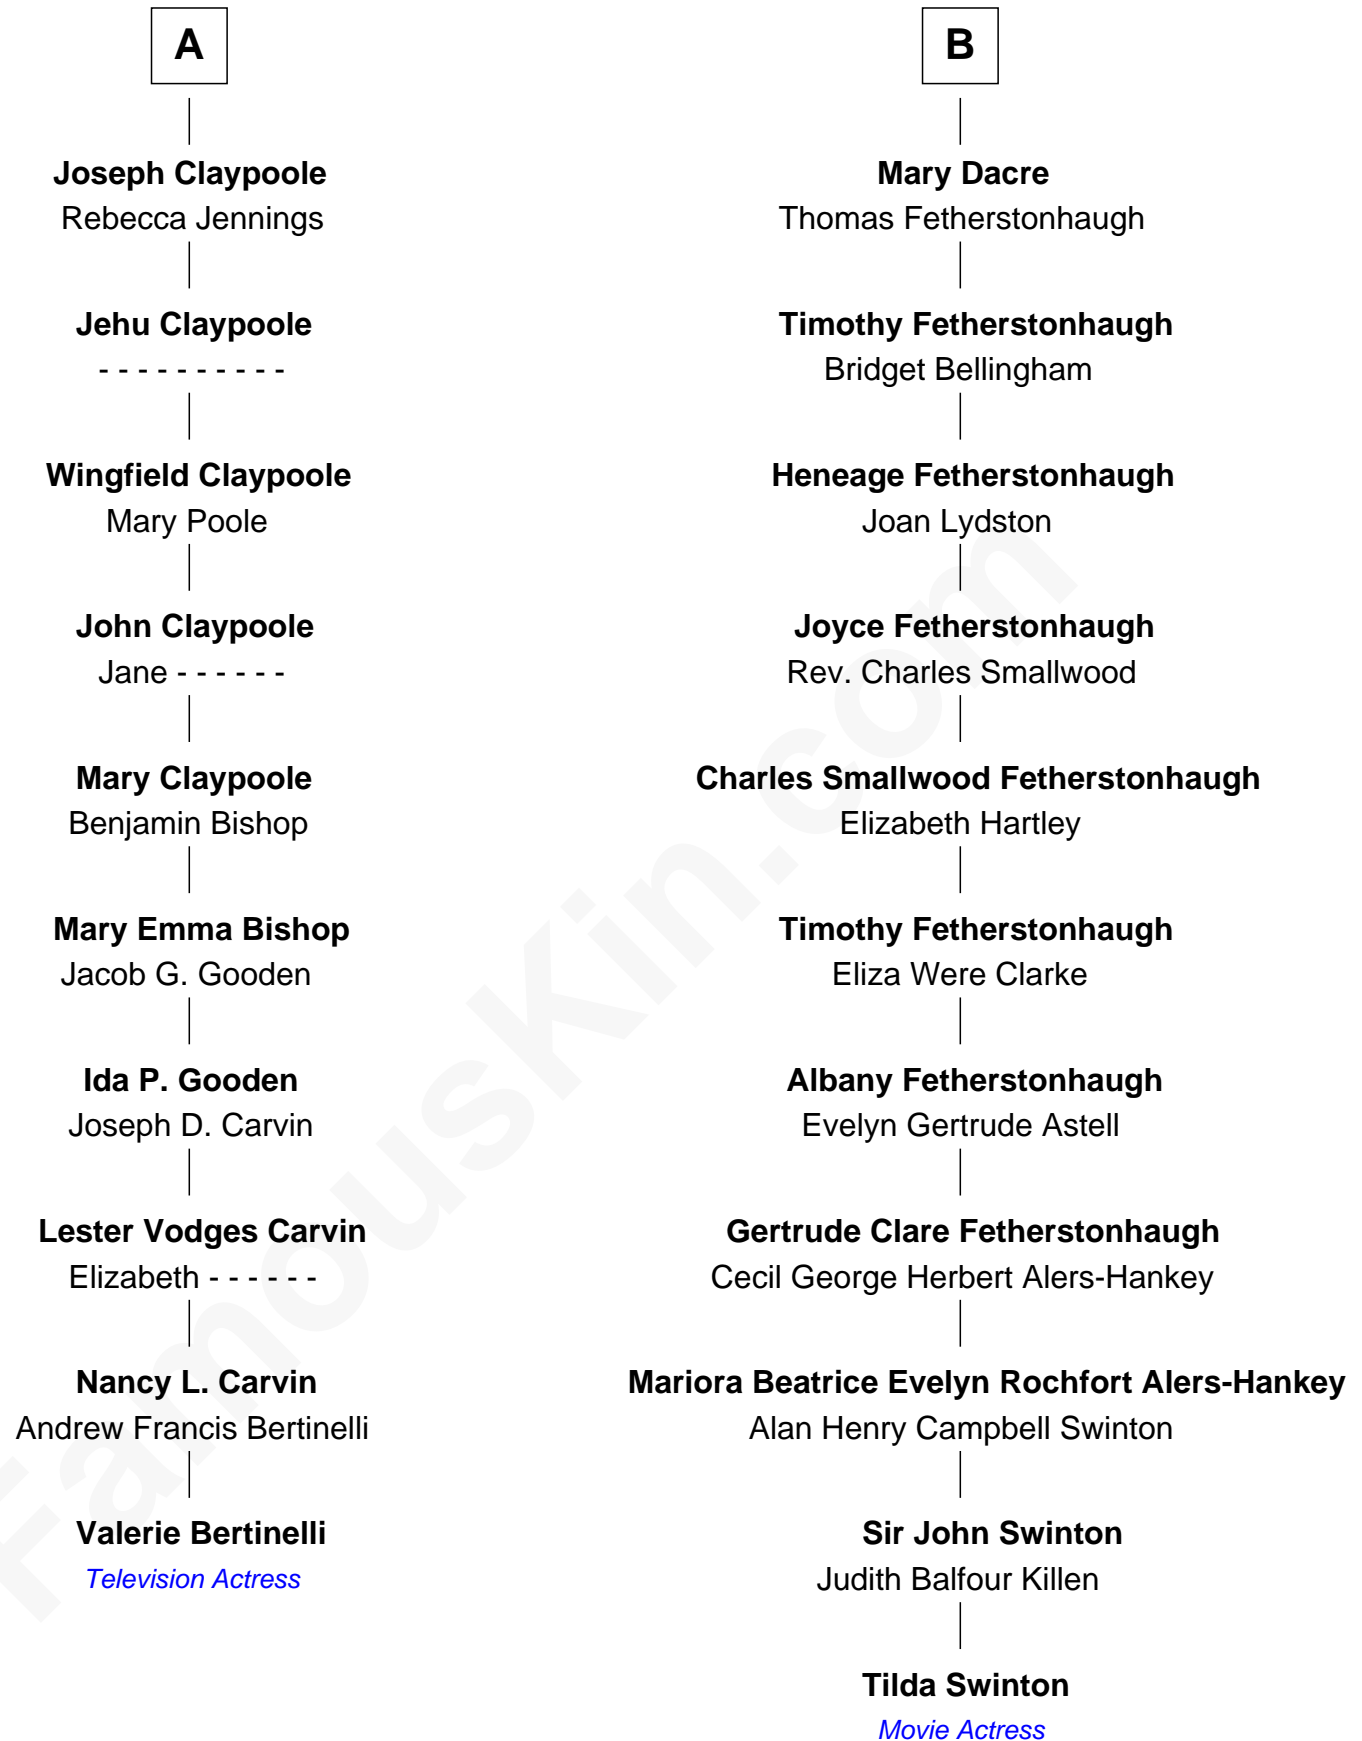 A
Joseph Claypoole
Rebecca Jennings
Jehu Claypoole
- - - - - - - - - -
Wingfield Claypoole
Mary Poole
John Claypoole
Jane - - - - - -
Mary Claypoole
Benjamin Bishop
Mary Emma Bishop
Jacob G. Gooden
Ida P. Gooden
Joseph D. Carvin
Lester Vodges Carvin
Elizabeth - - - - - -
Nancy L. Carvin
Andrew Francis Bertinelli
Valerie Bertinelli
Television Actress
B
Mary Dacre
Thomas Fetherstonhaugh
Timothy Fetherstonhaugh
Bridget Bellingham
Heneage Fetherstonhaugh
Joan Lydston
Joyce Fetherstonhaugh
Rev. Charles Smallwood
Charles Smallwood Fetherstonhaugh
Elizabeth Hartley
Timothy Fetherstonhaugh
Eliza Were Clarke
Albany Fetherstonhaugh
Evelyn Gertrude Astell
Gertrude Clare Fetherstonhaugh
Cecil George Herbert Alers-Hankey
Mariora Beatrice Evelyn Rochfort Alers-Hankey
Alan Henry Campbell Swinton
Sir John Swinton
Judith Balfour Killen
Tilda Swinton
Movie Actress
FamousKin.com